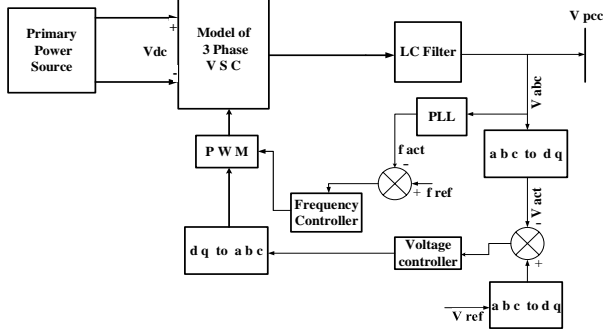 V pcc
Primary
Power
Source
+
Vdc
-
Model of
3 Phase
V S C
LC Filter
V abc
PLL
a b c to d q
P W M
f act
-
+ f ref
Frequency
Controller
V act
-
+
d q to a b c
Voltage
controller
a b c to d q
V ref